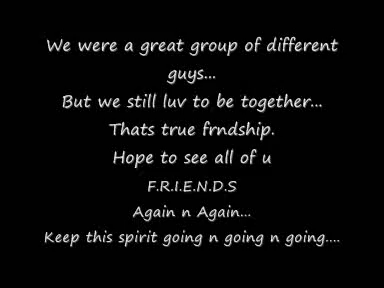 We were a great group of different
guys...
But we still luv to be together...
Thats true frndship.
Hope to see all of u
F.R.I.E.N.D.S
Again n Again...
Keep this spirit going n going n going....